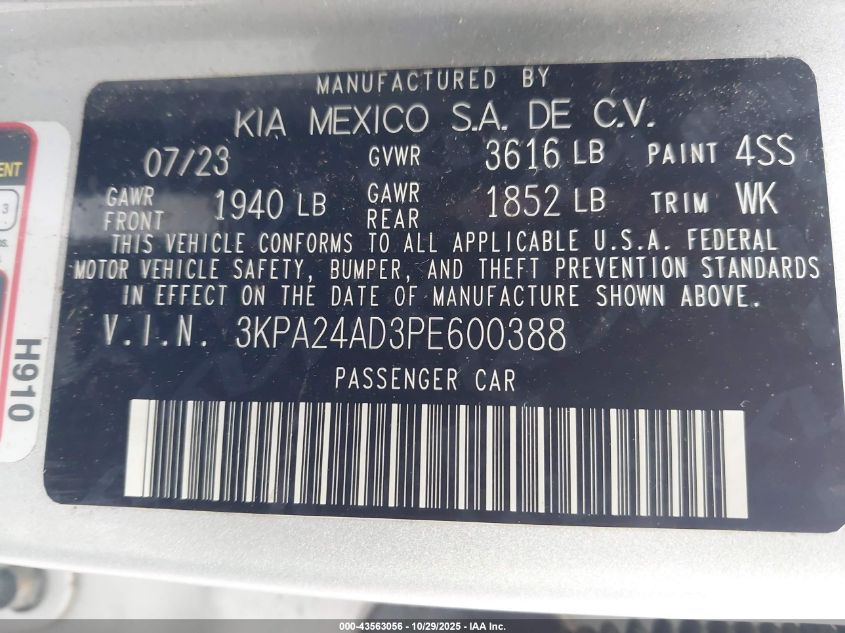 MANUFACTURED BY
KIA MEXICO S.A. DE C.V.
07/23 GVWR 3616 LB PAINT 4SS
GAWR FRONT 1940 LB GAWR REAR 1852 LB TRIM WK
THIS VEHICLE CONFORMS TO ALL APPLICABLE U.S.A. FEDERAL
MOTOR VEHICLE SAFETY, BUMPER, AND THEFT PREVENTION STANDARDS
IN EFFECT ON THE DATE OF MANUFACTURE SHOWN ABOVE.
V.I.N. 3KPA24AD3PE600388
PASSENGER CAR
H910
000-43563056 - 10/29/2025 - IAA Inc.